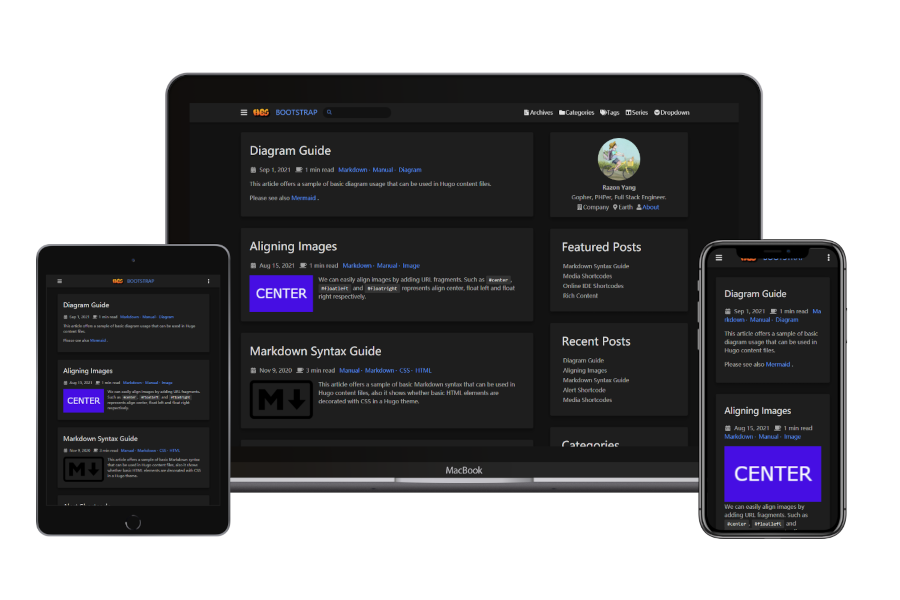 BOOTSTRAP
Archives Categories Tags Series Dropdown
Diagram Guide
Sep 1, 2021 1 min read Markdown · Manual · Diagram
This article offers a sample of basic diagram usage that can be used in Hugo content files.
Please see also Mermaid .
Aligning Images
Aug 15, 2021 1 min read Markdown · Manual · Image
CENTER
We can easily align images by adding URL fragments. Such as #center ,
#floatleft and #floatright represents align center, float left and float
right respectively.
Markdown Syntax Guide
Nov 9, 2020 3 min read Manual · Markdown · CSS · HTML
M
This article offers a sample of basic Markdown syntax that can be used in
Hugo content files, also it shows whether basic HTML elements are
decorated with CSS in a Hugo theme.
Razon Yang
Gopher, PHPer, Full Stack Engineer.
Company Earth About
Featured Posts
Markdown Syntax Guide
Media Shortcodes
Online IDE Shortcodes
Rich Content
Recent Posts
Diagram Guide
Aligning Images
Markdown Syntax Guide
Alert Shortcode
Media Shortcodes
Categories
MacBook
BOOTSTRAP
Diagram Guide
Sep 1, 2021 1 min read Markdown · Manual · Diagram
This article offers a sample of basic diagram usage that can be used in Hugo
content files.
Please see also Mermaid .
Aligning Images
Aug 15, 2021 1 min read Markdown · Manual · Image
CENTER
We can easily align images by adding URL fragments.
Such as #center , #floatleft and #floatright
represents align center, float left and float right
respectively.
Markdown Syntax Guide
Nov 9, 2020 3 min read Manual · Markdown · CSS · HTML
M
This article offers a sample of basic Markdown syntax
that can be used in Hugo content files, also it shows
whether basic HTML elements are decorated with CSS
in a Hugo theme.
BOOTSTRAP
Diagram Guide
Sep 1, 2021 1 min read Ma
rkdown · Manual · Diagram
This article offers a sample of basic
diagram usage that can be used in
Hugo content files.
Please see also Mermaid .
Aligning Images
Aug 15, 2021 1 min read
Markdown · Manual · Image
CENTER
We can easily align images by
adding URL fragments. Such as
#center , #floatleft and